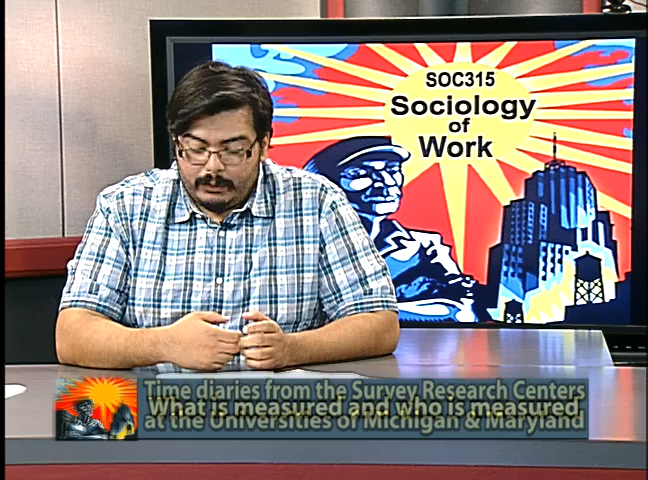 SOC315
Sociology
of
Work
Time diaries from the Survey Research Centers
What is measured and who is measured
at the Universities of Michigan & Maryland